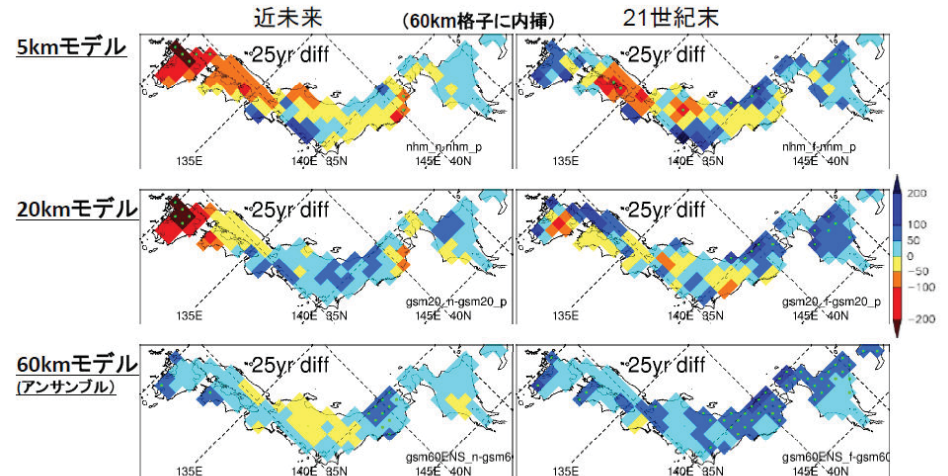 近未来 (60km格子に内挿) 21世紀末
5kmモデル
25yr diff
nhm_n-nhm_p
135E 140E 35N 145E 40N
25yr diff
nhm_f-nhm_p
135E 140E 35N 145E 40N
20kmモデル
25yr diff
gsm20_n-gsm20_p
135E 140E 35N 145E 40N
25yr diff
gsm20_f-gsm20_p
135E 140E 35N 145E 40N
200
100
50
0
-50
-100
-200
60kmモデル
(アンサンブル)
25yr diff
gsm60ENS_n-gsm6
135E 140E 35N 145E 40N
25yr diff
gsm60ENS_f-gsm60
135E 140E 35N 145E 40N